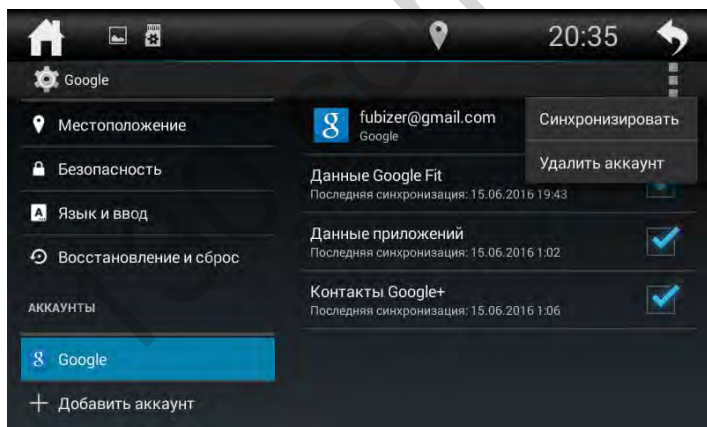 20:35
Google
Местоположение
Безопасность
Язык и ввод
Восстановление и сброс
АККАУНТЫ
Google
Добавить аккаунт
fubizer@gmail.com
Google
Синхронизировать
Удалить аккаунт
Данные Google Fit
Последняя синхронизация: 15.06.2016 19:43
Данные приложений
Последняя синхронизация: 15.06.2016 1:02
Контакты Google+
Последняя синхронизация: 15.06.2016 1:06